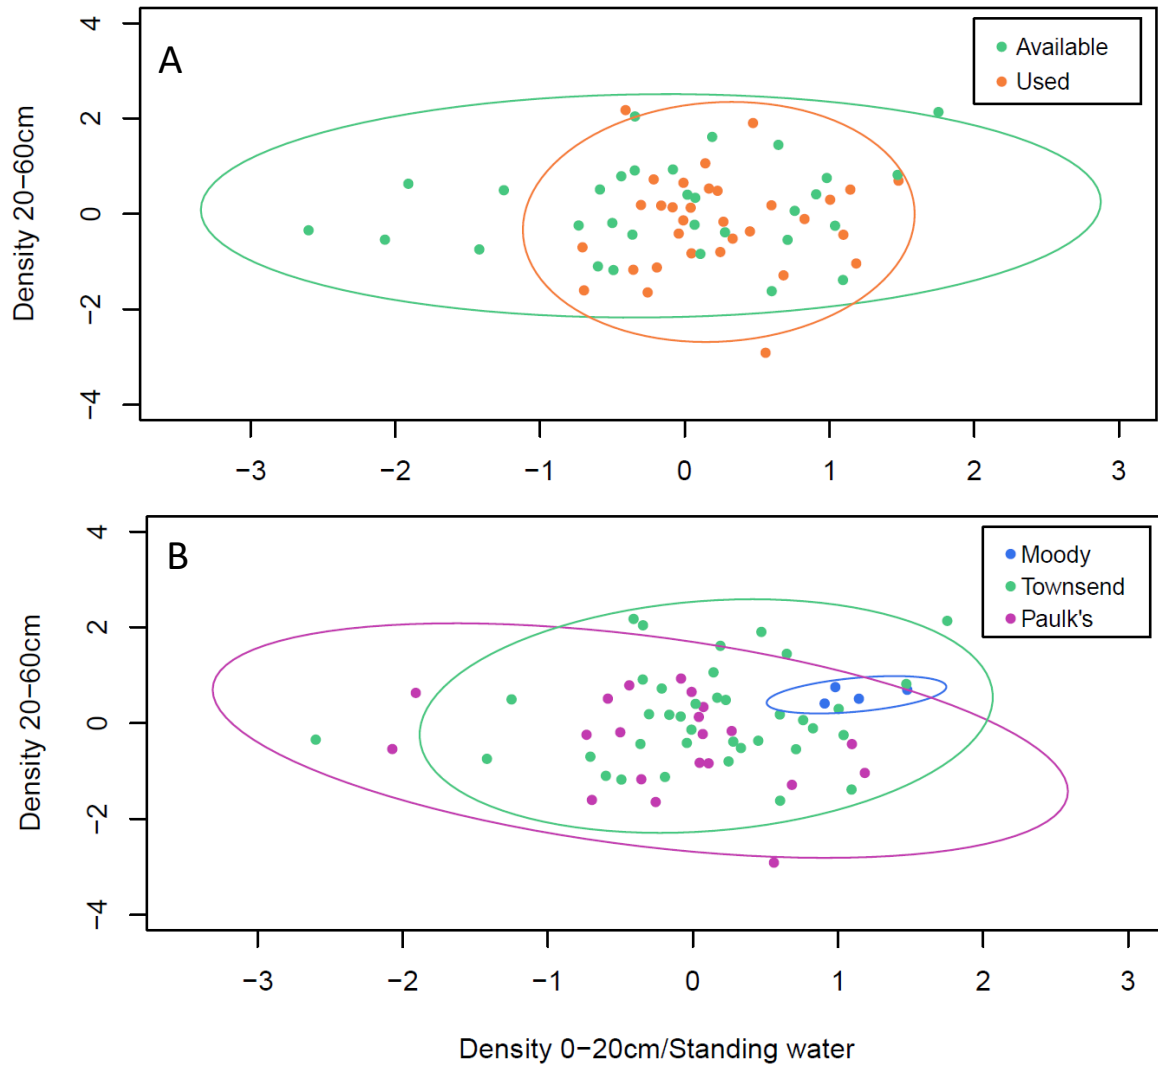 A
Available
Used
Density 20−60cm
4
2
0
−2
−4
−3
−2
−1
0
1
2
3
B
Moody
Townsend
Paulk's
Density 20−60cm
4
2
0
−2
−4
−3
−2
−1
0
1
2
3
Density 0−20cm/Standing water